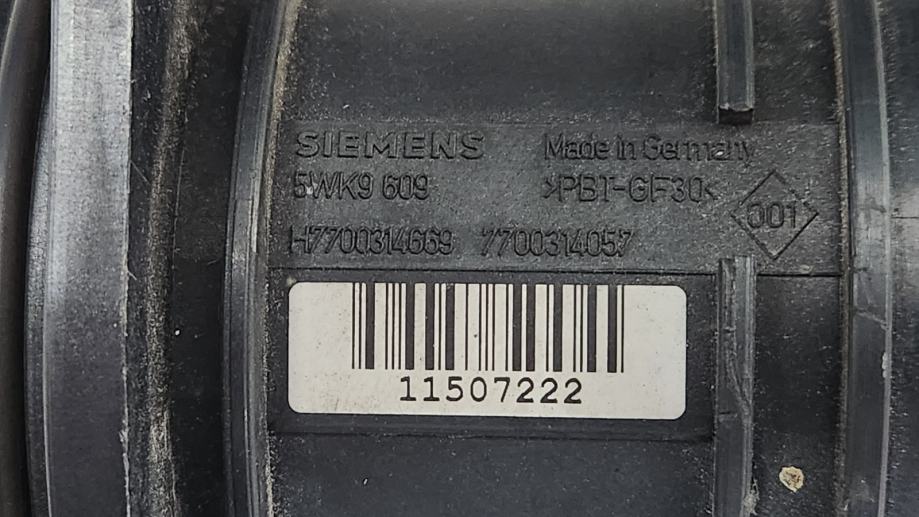 SIEMENS Made in Germany
5WK9 609 >PBT-GF30<
001
H7700314669 7700314057
11507222